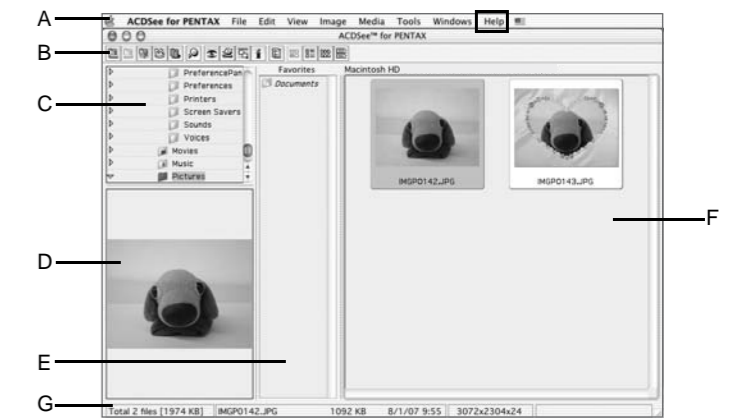 A
ACDSee for PENTAX File Edit View Image Media Tools Windows Help
ACDSee™ for PENTAX
B
PreferencePan
Favorites
Macintosh HD
Preferences
Documents
C
Printers
Screen Savers
Sounds
Voices
Movies
Music
Pictures
IMGP0142.JPG
IMGP0143.JPG
F
D
E
G
Total 2 files [1974 KB]
IMGP0142.JPG
1092 KB
8/1/07 9:55
3072x2304x24